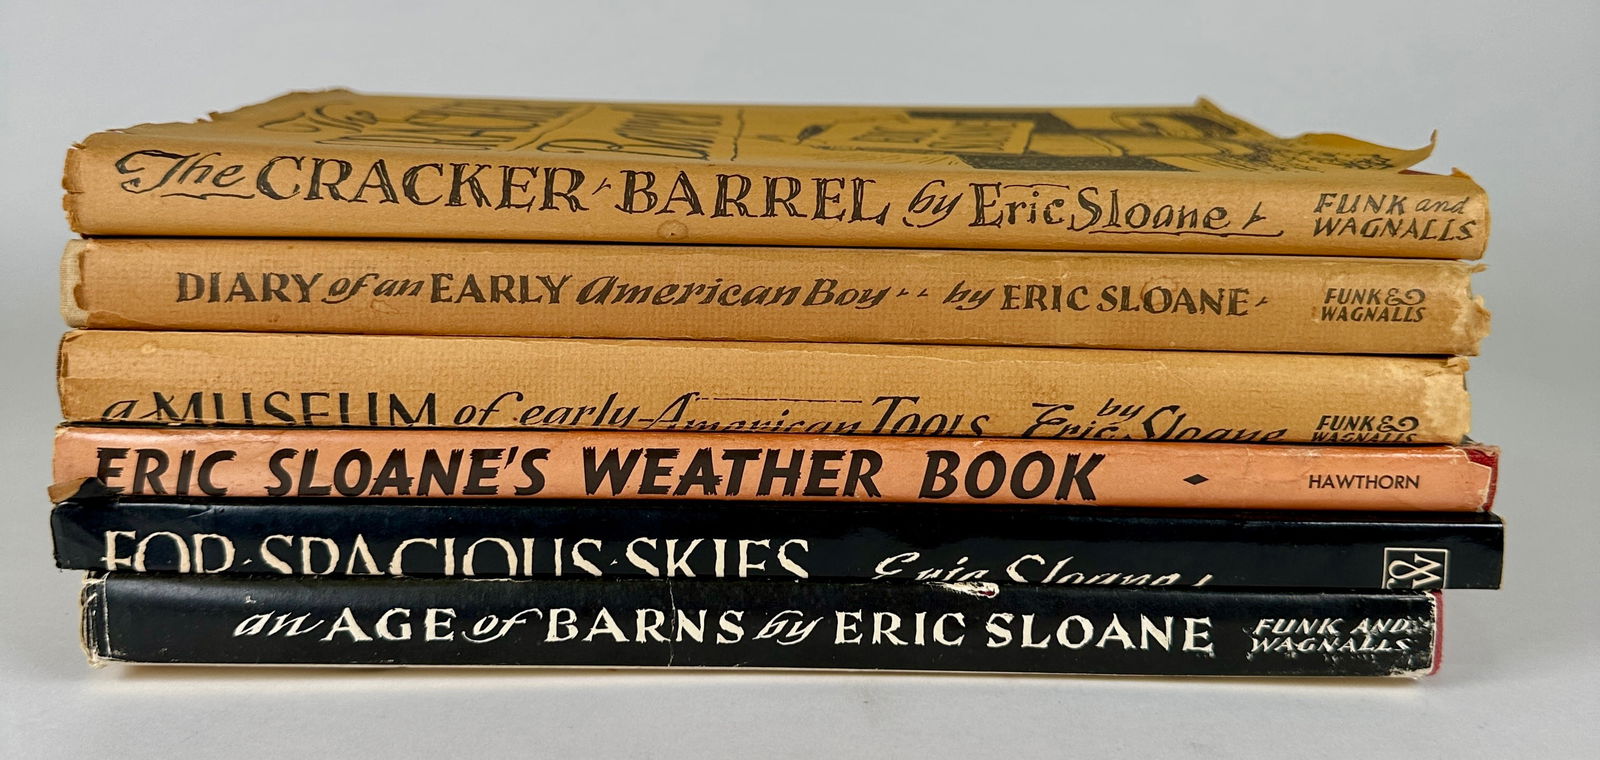 The CRACKER-BARREL by Eric Sloane
FUNK and
WAGNALLS
DIARY of an EARLY American Boy -- by ERIC SLOANE
FUNK &
WAGNALLS
a MUSEUM of early American Tools by Eric Sloane
FUNK &
WAGNALLS
ERIC SLOANE'S WEATHER BOOK ◆ HAWTHORN
FOR·SPACIOUS·SKIES Eric Sloane
an AGE of BARNS by ERIC SLOANE
FUNK AND
WAGNALLS